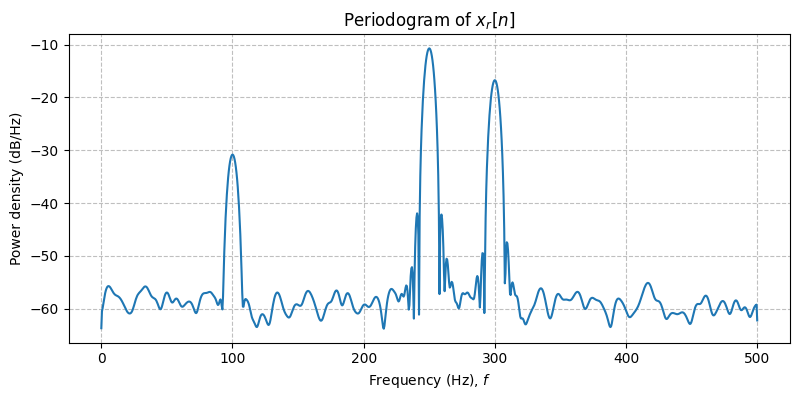 Periodogram of $x_r[n]$
Power density (dB/Hz)
−10
−20
−30
−40
−50
−60
0 100 200 300 400 500
Frequency (Hz), $f$